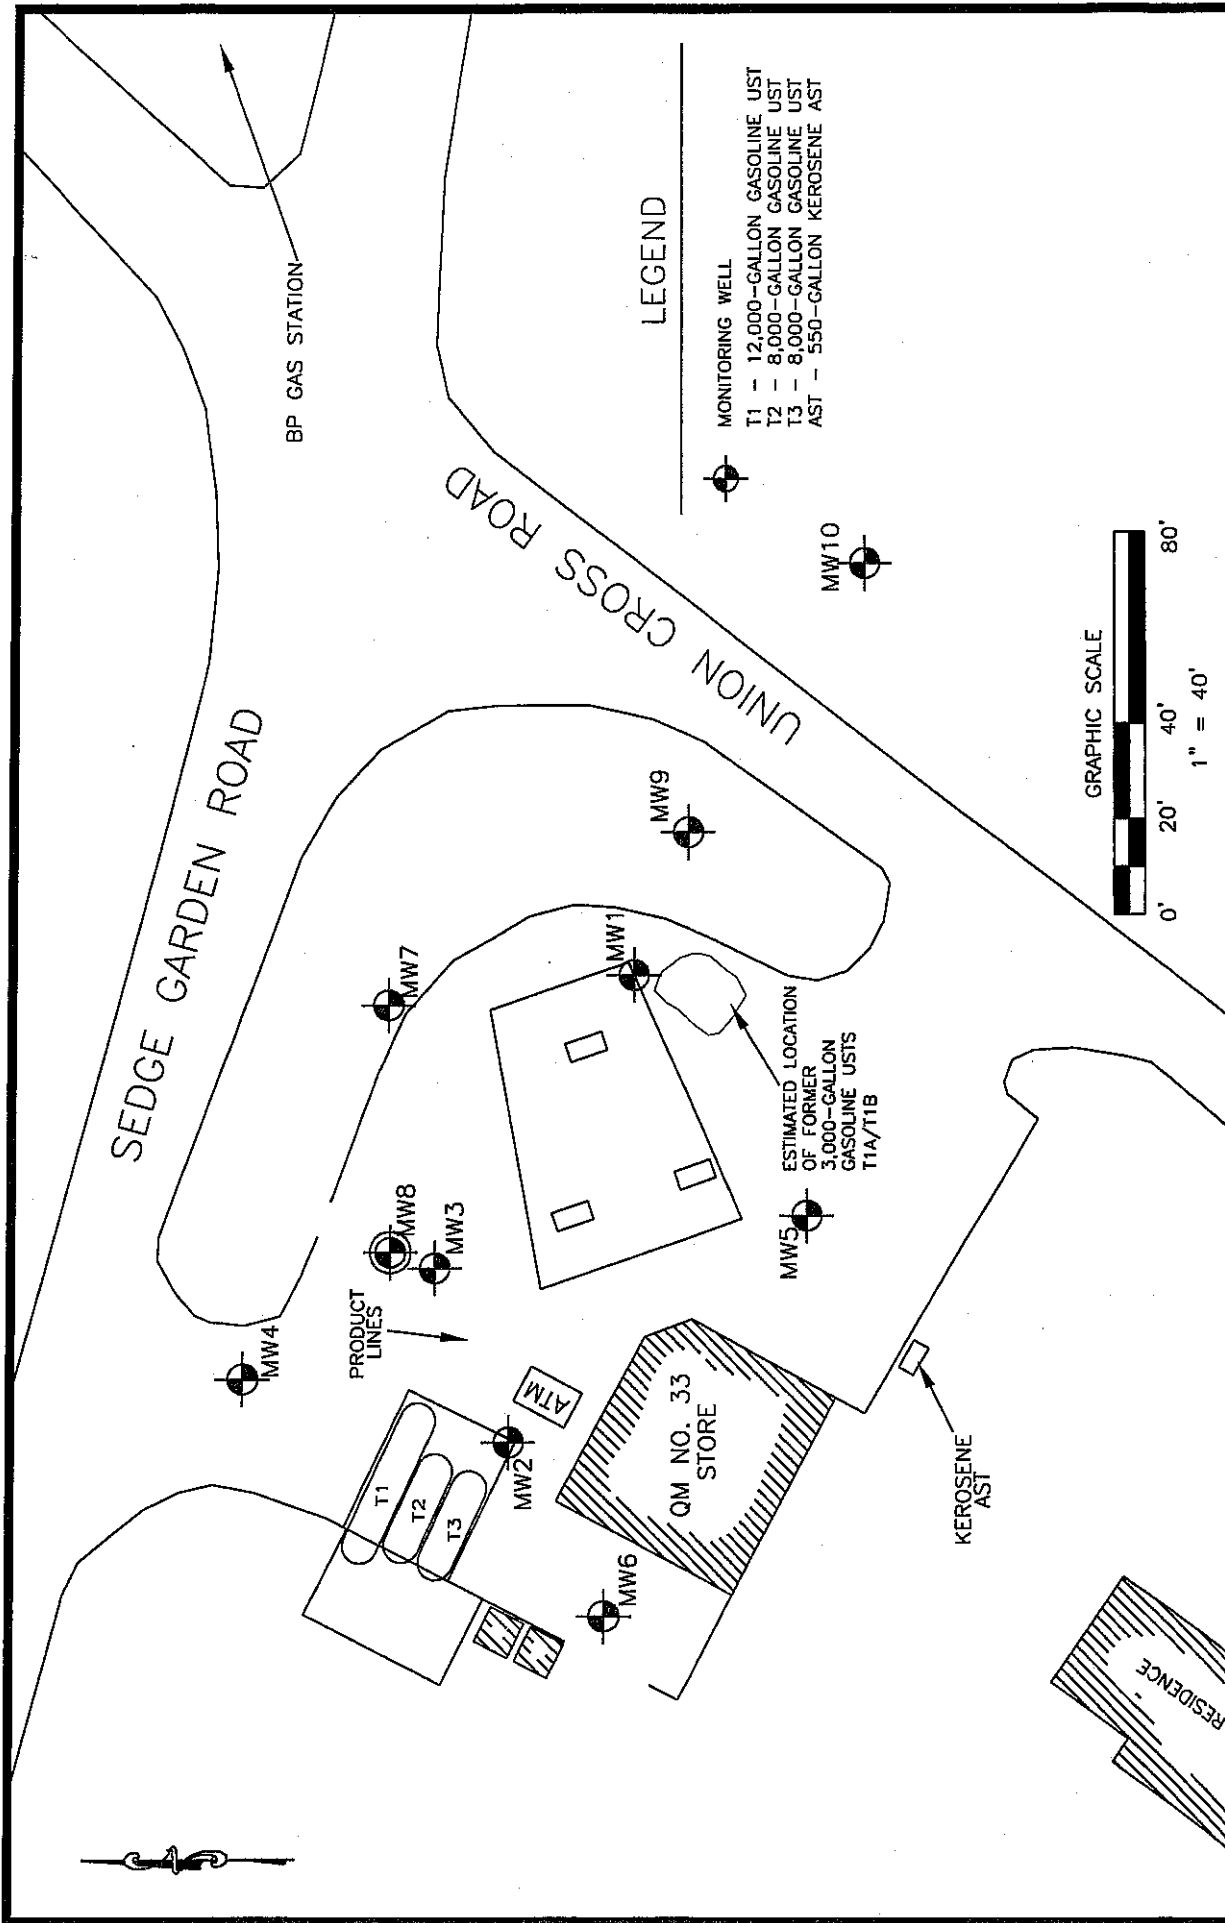 SEDGE GARDEN ROAD
BP GAS STATION
UNION CROSS ROAD
LEGEND
MONITORING WELL
T1 - 12,000-GALLON GASOLINE UST
T2 - 8,000-GALLON GASOLINE UST
T3 - 8,000-GALLON GASOLINE UST
AST - 550-GALLON KEROSENE AST
MW4
MW8
MW3
MW7
PRODUCT
LINES
T1
T2
T3
MW2
ATM
MW6
QM NO. 33
STORE
MW1
MW9
MW10
MW5
ESTIMATED LOCATION
OF FORMER
3,000-GALLON
GASOLINE USTS
T1A/T1B
KEROSENE
AST
RESIDENCE
GRAPHIC SCALE
0'
20'
40'
80'
1" = 40'